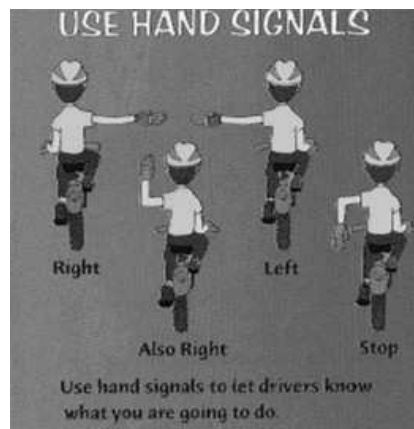 USE HAND SIGNALS
Right
Left
Also Right
Stop
Use hand signals to let drivers know
what you are going to do.